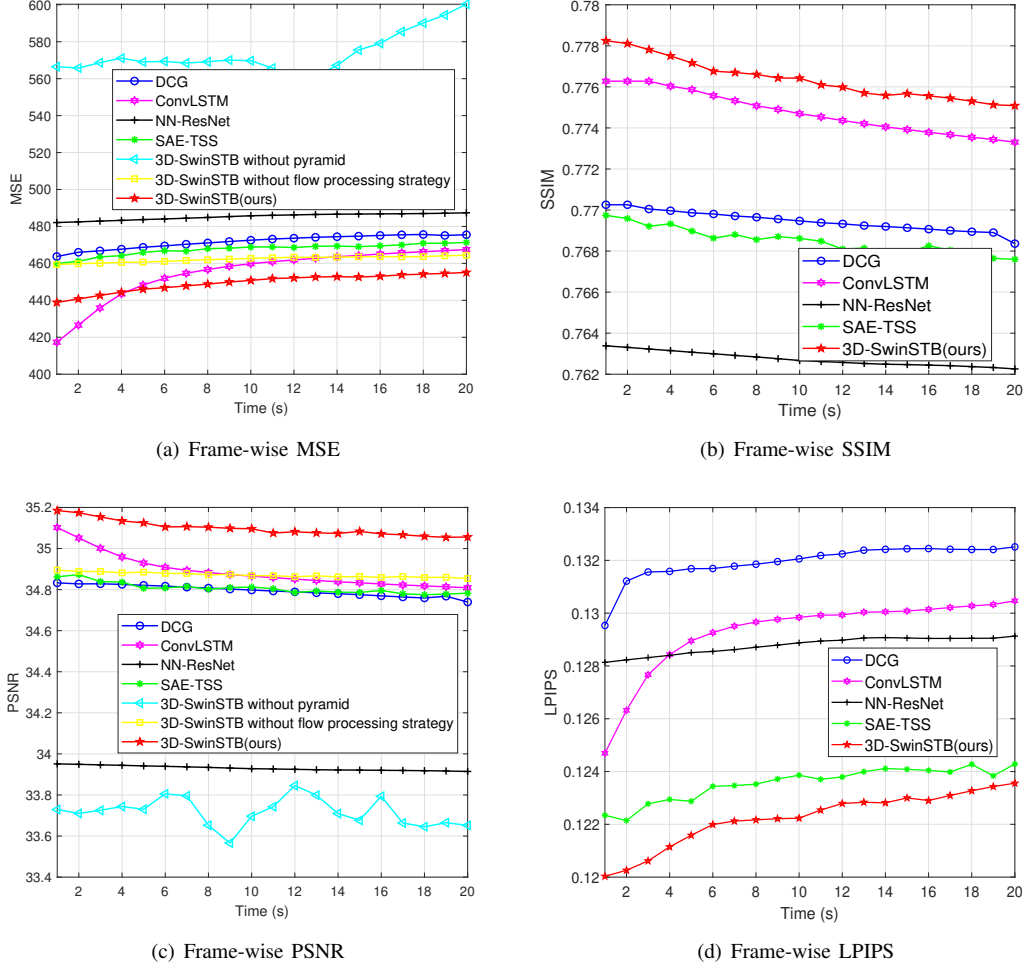 600
580
560
540
520
500
480
460
440
420
400
MSE
DCG
ConvLSTM
NN-ResNet
SAE-TSS
3D-SwinSTB without pyramid
3D-SwinSTB without flow processing strategy
3D-SwinSTB(ours)
2 4 6 8 10 12 14 16 18 20
Time (s)
(a) Frame-wise MSE
0.78
0.778
0.776
0.774
0.772
0.77
0.768
0.766
0.764
0.762
SSIM
DCG
ConvLSTM
NN-ResNet
SAE-TSS
3D-SwinSTB(ours)
2 4 6 8 10 12 14 16 18 20
Time (s)
(b) Frame-wise SSIM
35.2
35
34.8
34.6
34.4
34.2
34
33.8
33.6
33.4
PSNR
DCG
ConvLSTM
NN-ResNet
SAE-TSS
3D-SwinSTB without pyramid
3D-SwinSTB without flow processing strategy
3D-SwinSTB(ours)
2 4 6 8 10 12 14 16 18 20
Time (s)
(c) Frame-wise PSNR
0.134
0.132
0.13
0.128
0.126
0.124
0.122
0.12
LPIPS
DCG
ConvLSTM
NN-ResNet
SAE-TSS
3D-SwinSTB(ours)
2 4 6 8 10 12 14 16 18 20
Time (s)
(d) Frame-wise LPIPS